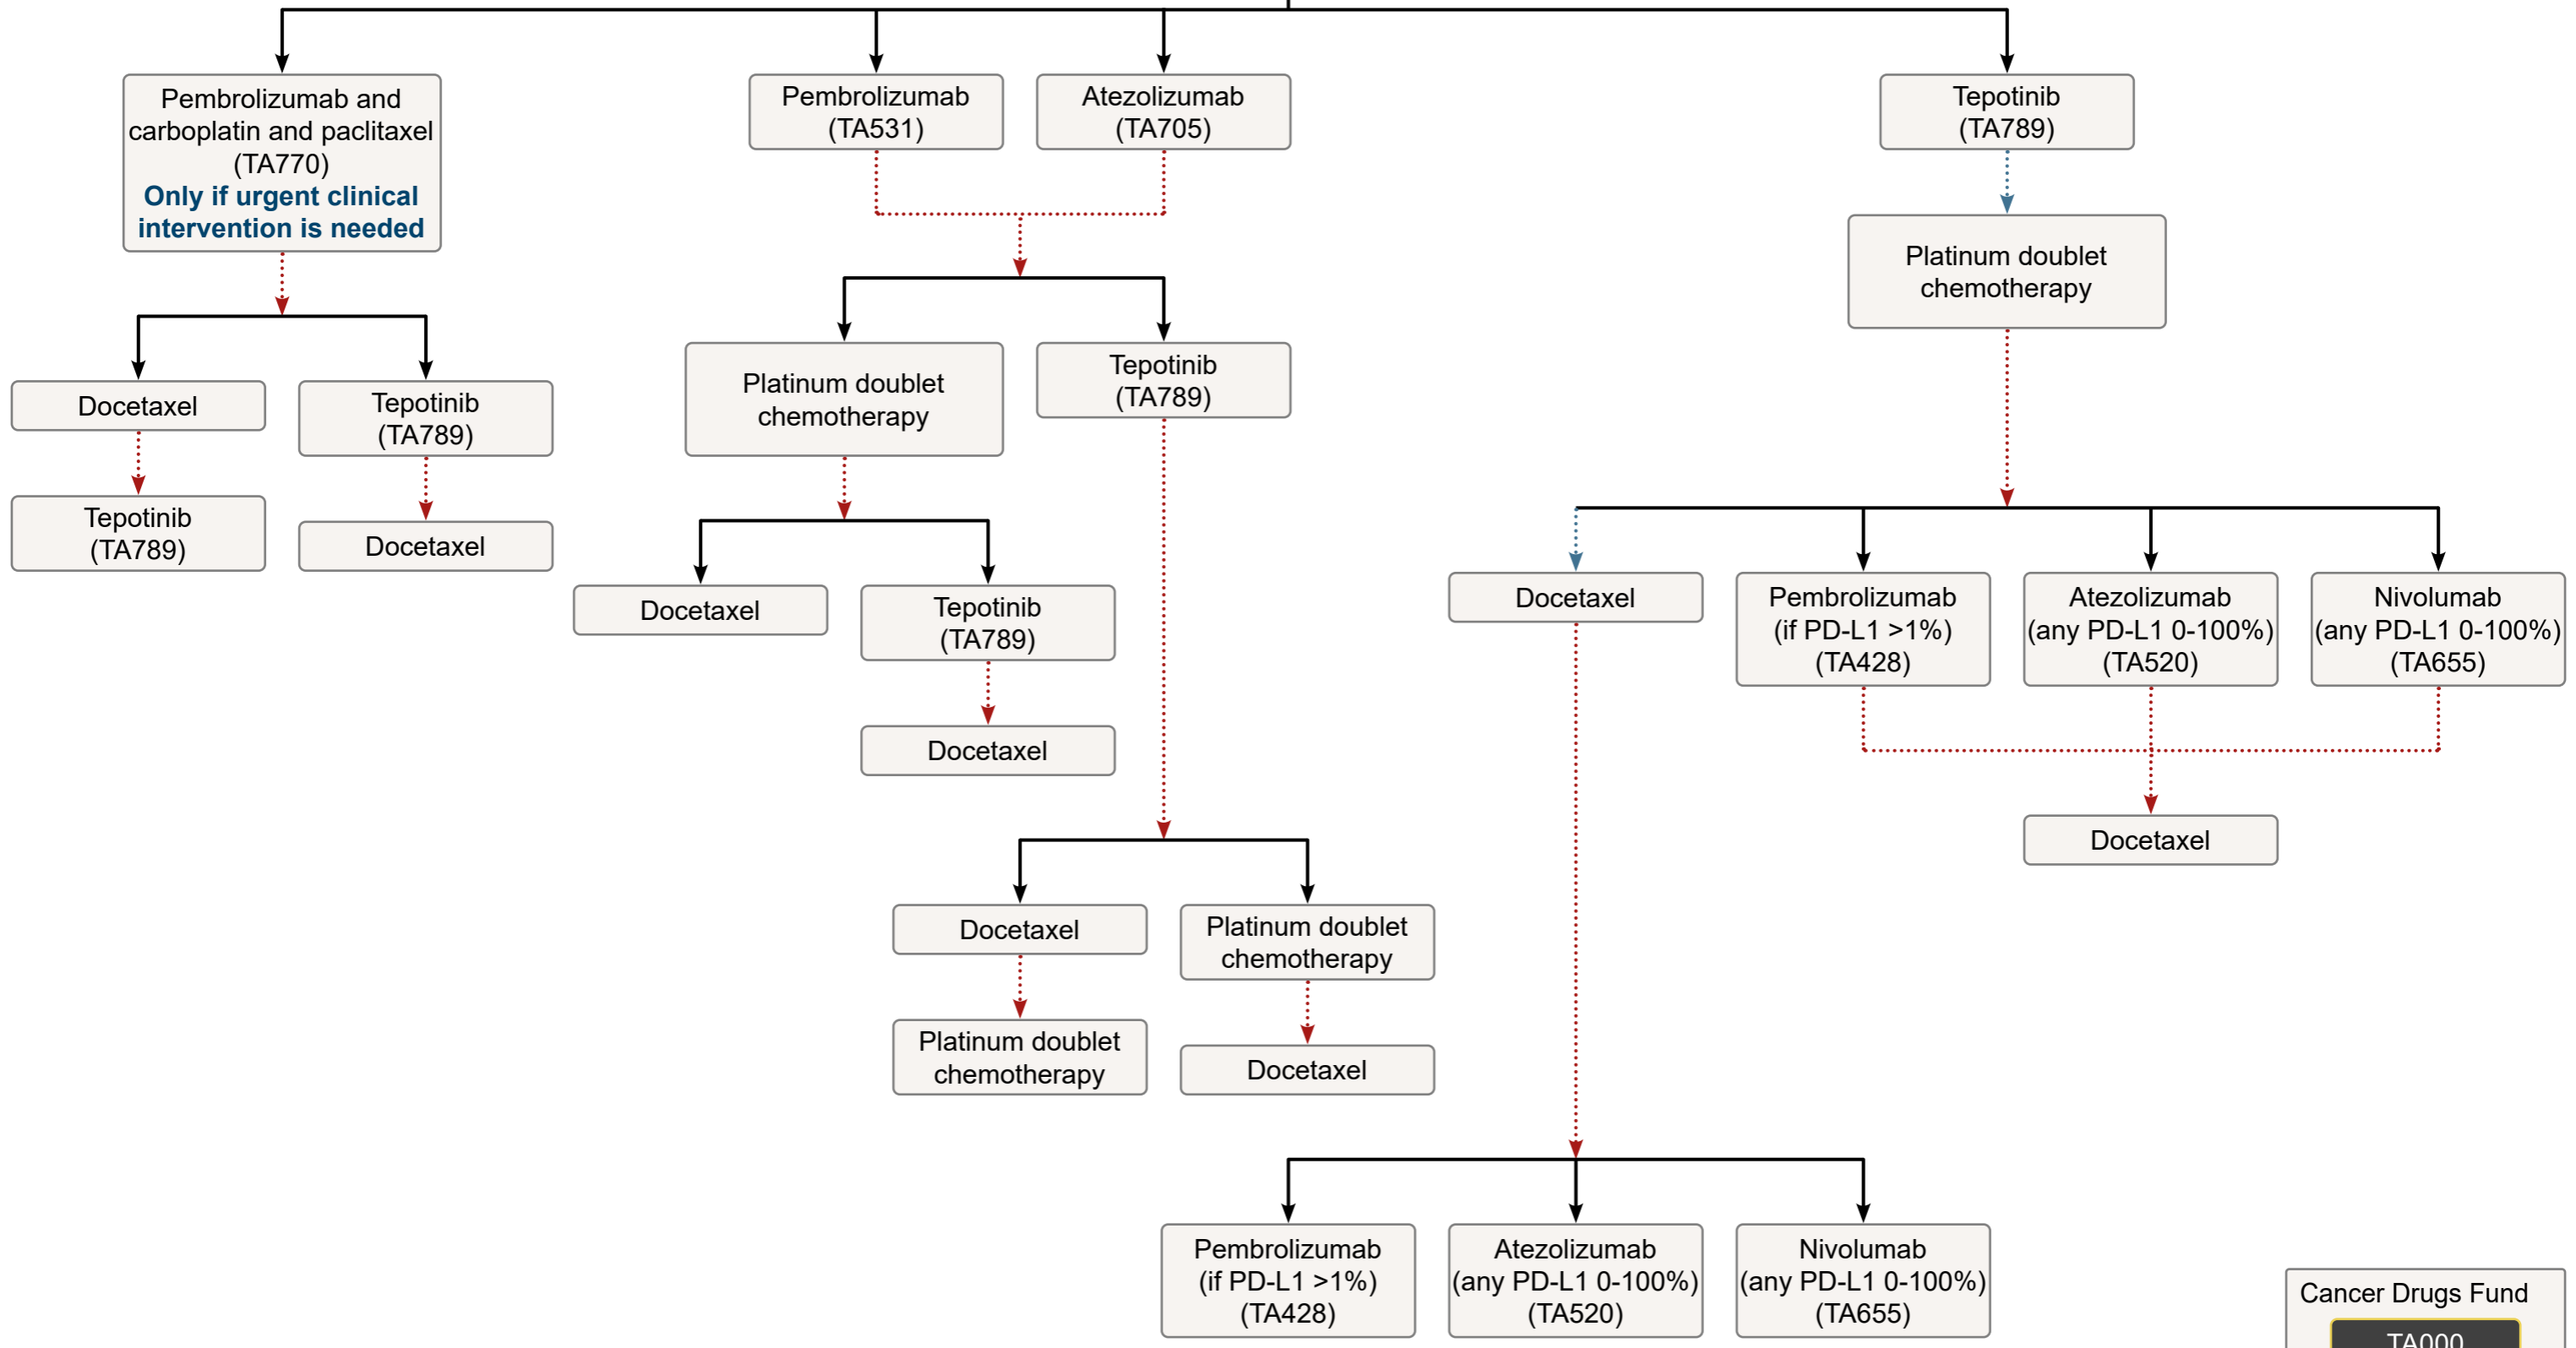 Pembrolizumab and
carboplatin and paclitaxel
(TA770)
Only if urgent clinical
intervention is needed
Pembrolizumab
(TA531)
Atezolizumab
(TA705)
Tepotinib
(TA789)
Platinum doublet
chemotherapy
Docetaxel
Tepotinib
(TA789)
Platinum doublet
chemotherapy
Tepotinib
(TA789)
Tepotinib
(TA789)
Docetaxel
Docetaxel
Tepotinib
(TA789)
Docetaxel
Docetaxel
Pembrolizumab
(if PD-L1 >1%)
(TA428)
Atezolizumab
(any PD-L1 0-100%)
(TA520)
Nivolumab
(any PD-L1 0-100%)
(TA655)
Docetaxel
Docetaxel
Platinum doublet
chemotherapy
Platinum doublet
chemotherapy
Docetaxel
Pembrolizumab
(if PD-L1 >1%)
(TA428)
Atezolizumab
(any PD-L1 0-100%)
(TA520)
Nivolumab
(any PD-L1 0-100%)
(TA655)
Cancer Drugs Fund
TA000